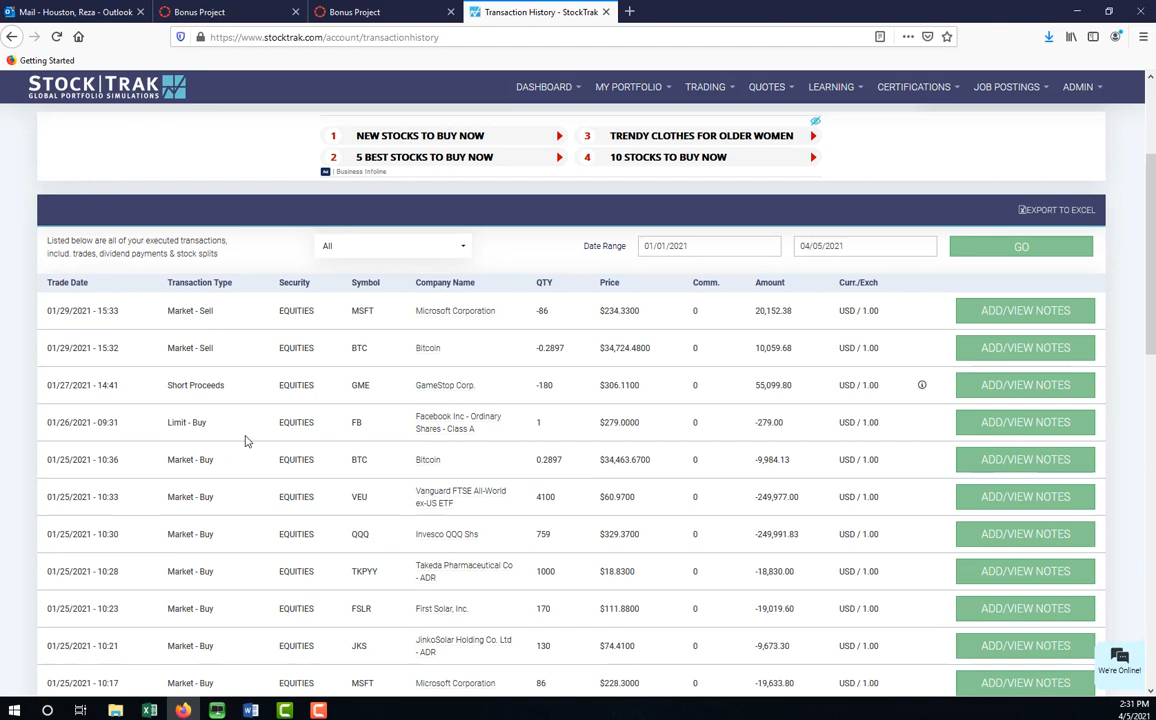 Mail - Houston, Reza - Outlook
Bonus Project
Bonus Project
Transaction History - StockTrak
https://www.stocktrak.com/account/transactionhistory
Getting Started
STOCK|TRAK
GLOBAL PORTFOLIO SIMULATIONS
DASHBOARD MY PORTFOLIO TRADING QUOTES LEARNING CERTIFICATIONS JOB POSTINGS ADMIN
1 NEW STOCKS TO BUY NOW 3 TRENDY CLOTHES FOR OLDER WOMEN
2 5 BEST STOCKS TO BUY NOW 4 10 STOCKS TO BUY NOW
Ad | Business Infoline
EXPORT TO EXCEL
Listed below are all of your executed transactions,
includ. trades, dividend payments & stock splits
All
Date Range 01/01/2021 04/05/2021 GO
Trade Date Transaction Type Security Symbol Company Name QTY Price Comm. Amount Curr./Exch
01/29/2021 - 15:33 Market - Sell EQUITIES MSFT Microsoft Corporation -86 $234.3300 0 20,152.38 USD / 1.00 ADD/VIEW NOTES
01/29/2021 - 15:32 Market - Sell EQUITIES BTC Bitcoin -0.2897 $34,724.4800 0 10,059.68 USD / 1.00 ADD/VIEW NOTES
01/27/2021 - 14:41 Short Proceeds EQUITIES GME GameStop Corp. -180 $306.1100 0 55,099.80 USD / 1.00 ADD/VIEW NOTES
01/26/2021 - 09:31 Limit - Buy EQUITIES FB Facebook Inc - Ordinary
Shares - Class A 1 $279.0000 0 -279.00 USD / 1.00 ADD/VIEW NOTES
01/25/2021 - 10:36 Market - Buy EQUITIES BTC Bitcoin 0.2897 $34,463.6700 0 -9,984.13 USD / 1.00 ADD/VIEW NOTES
01/25/2021 - 10:33 Market - Buy EQUITIES VEU Vanguard FTSE All-World
ex-US ETF 4100 $60.9700 0 -249,977.00 USD / 1.00 ADD/VIEW NOTES
01/25/2021 - 10:30 Market - Buy EQUITIES QQQ Invesco QQQ Shs 759 $329.3700 0 -249,991.83 USD / 1.00 ADD/VIEW NOTES
01/25/2021 - 10:28 Market - Buy EQUITIES TKPYY Takeda Pharmaceutical Co
- ADR 1000 $18.8300 0 -18,830.00 USD / 1.00 ADD/VIEW NOTES
01/25/2021 - 10:23 Market - Buy EQUITIES FSLR First Solar, Inc. 170 $111.8800 0 -19,019.60 USD / 1.00 ADD/VIEW NOTES
01/25/2021 - 10:21 Market - Buy EQUITIES JKS JinkoSolar Holding Co. Ltd
- ADR 130 $74.4100 0 -9,673.30 USD / 1.00 ADD/VIEW NOTES
01/25/2021 - 10:17 Market - Buy EQUITIES MSFT Microsoft Corporation 86 $228.3000 0 -19,633.80 USD / 1.00 ADD/VIEW NOTES
We're Online!
2:31 PM
4/5/2021